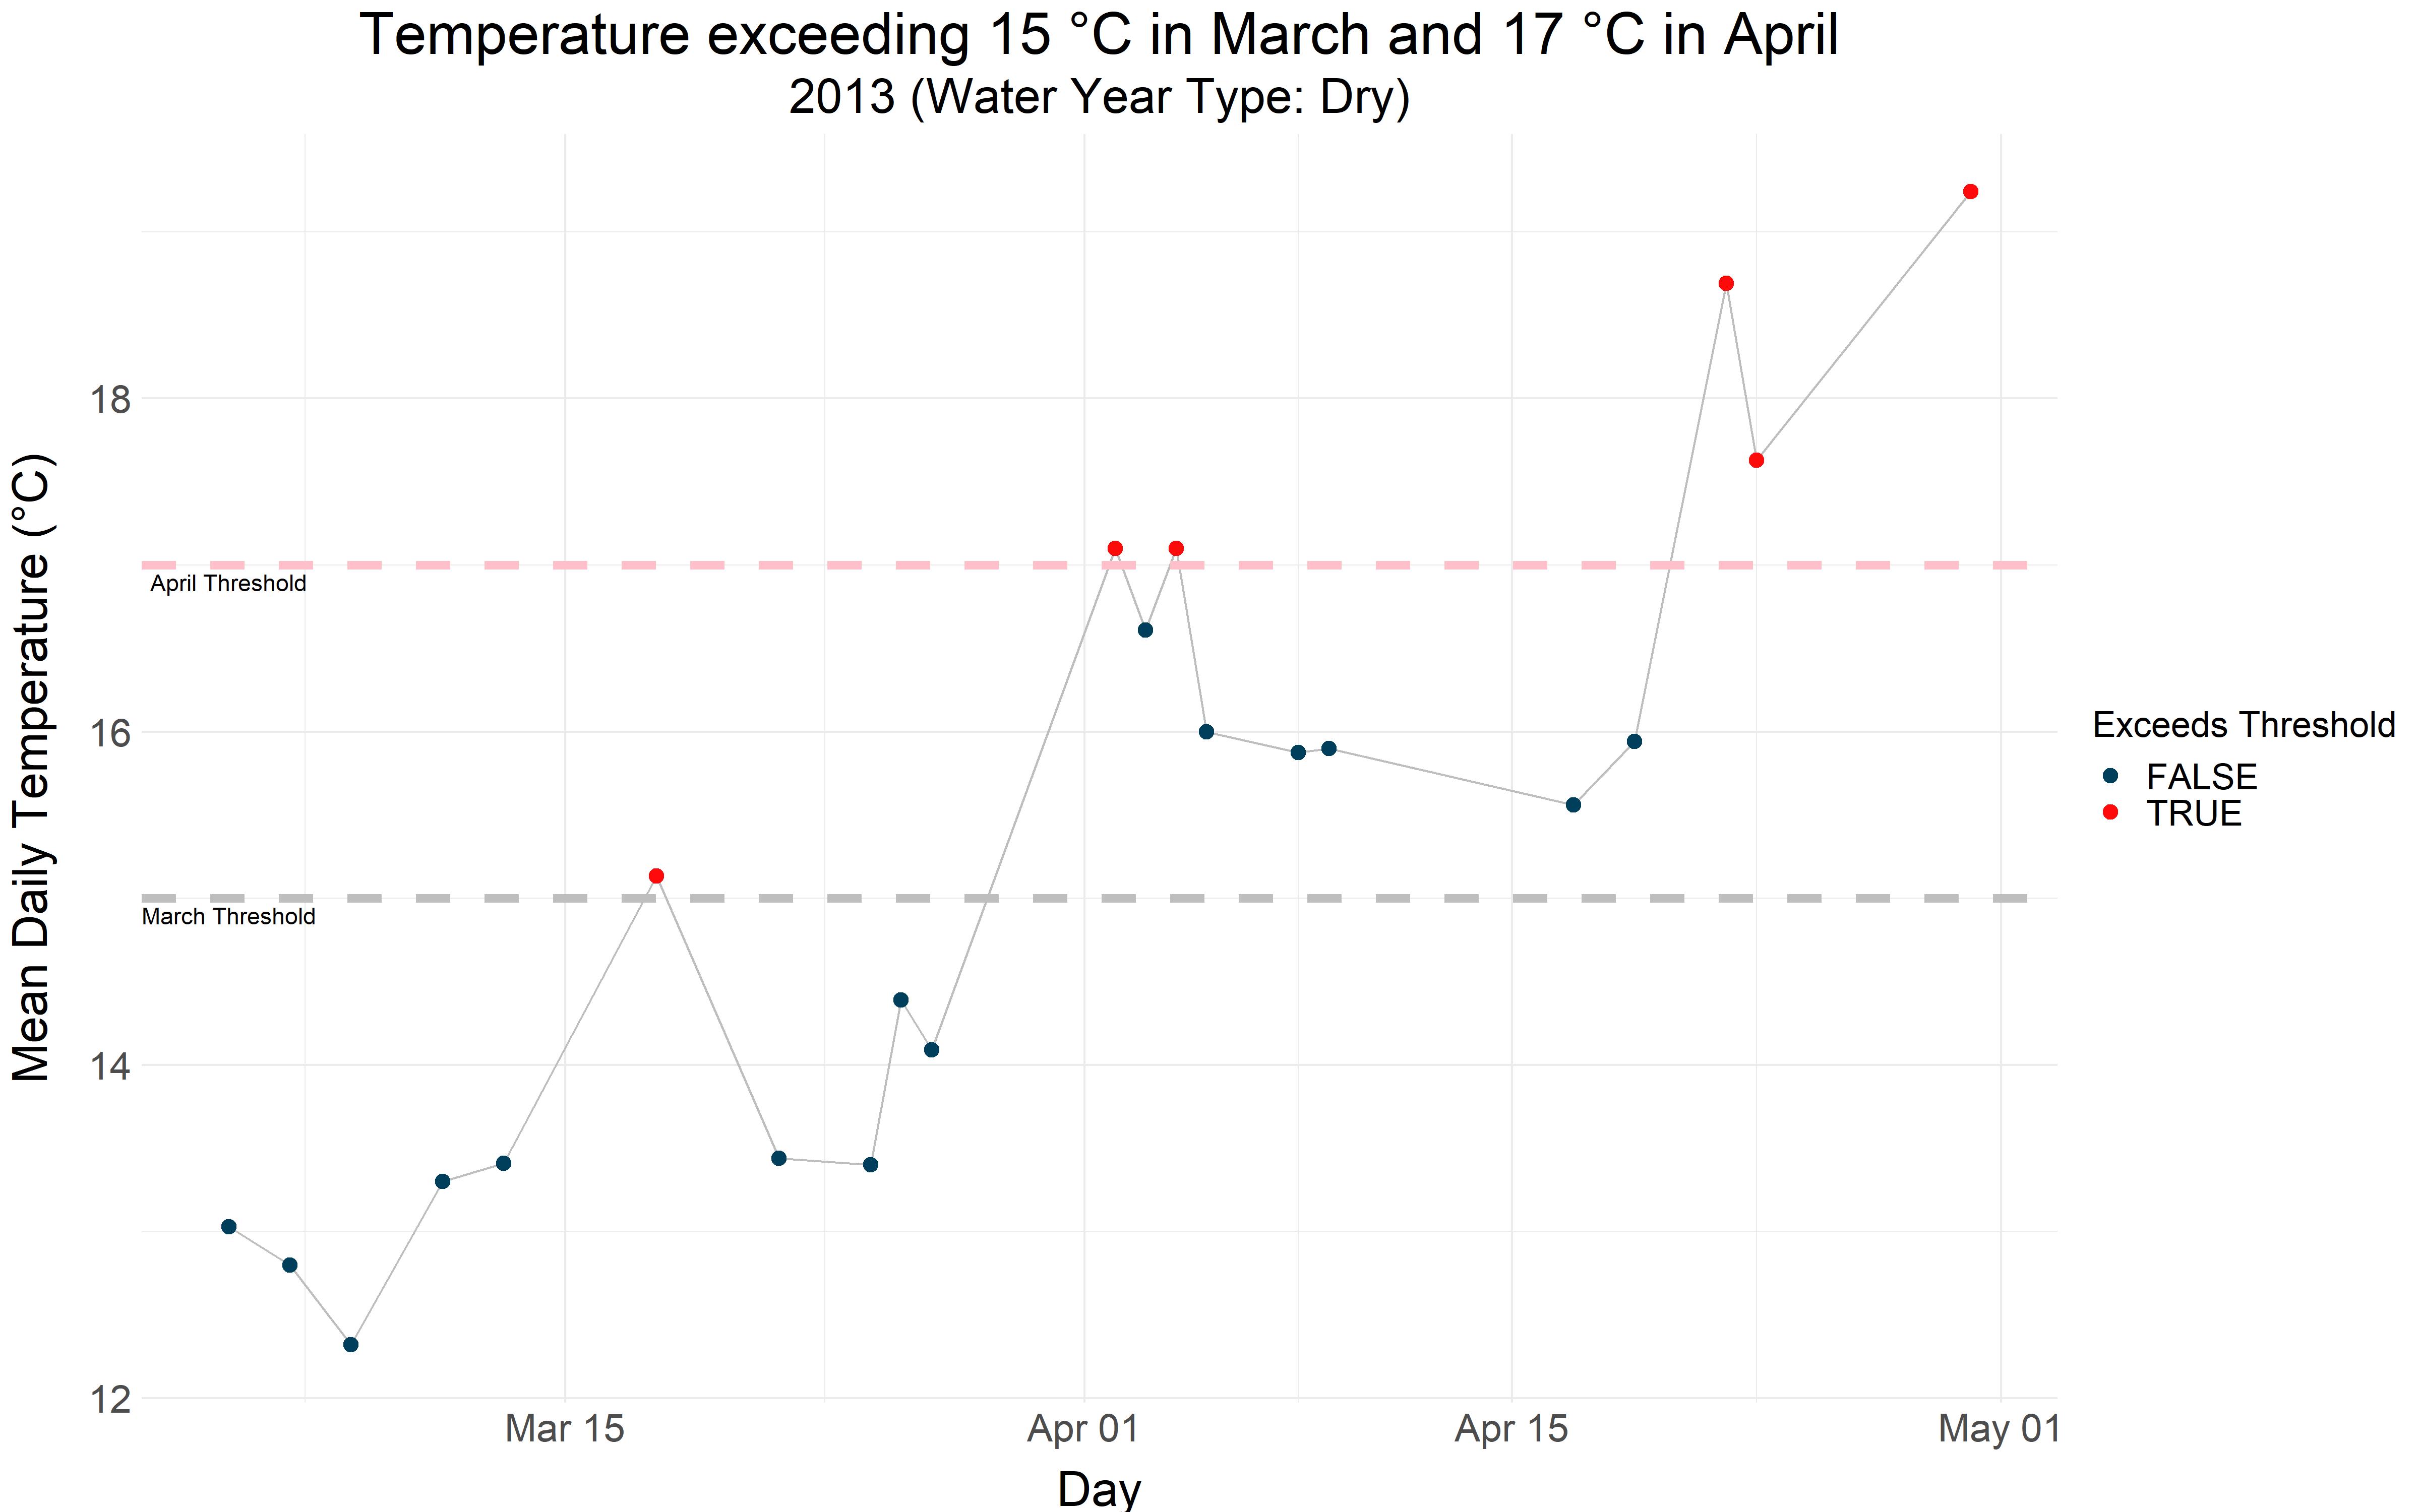 Temperature exceeding 15 °C in March and 17 °C in April
2013 (Water Year Type: Dry)
Mean Daily Temperature (°C)
18
16
14
12
April Threshold
March Threshold
Mar 15
Apr 01
Apr 15
May 01
Day
Exceeds Threshold
FALSE
TRUE